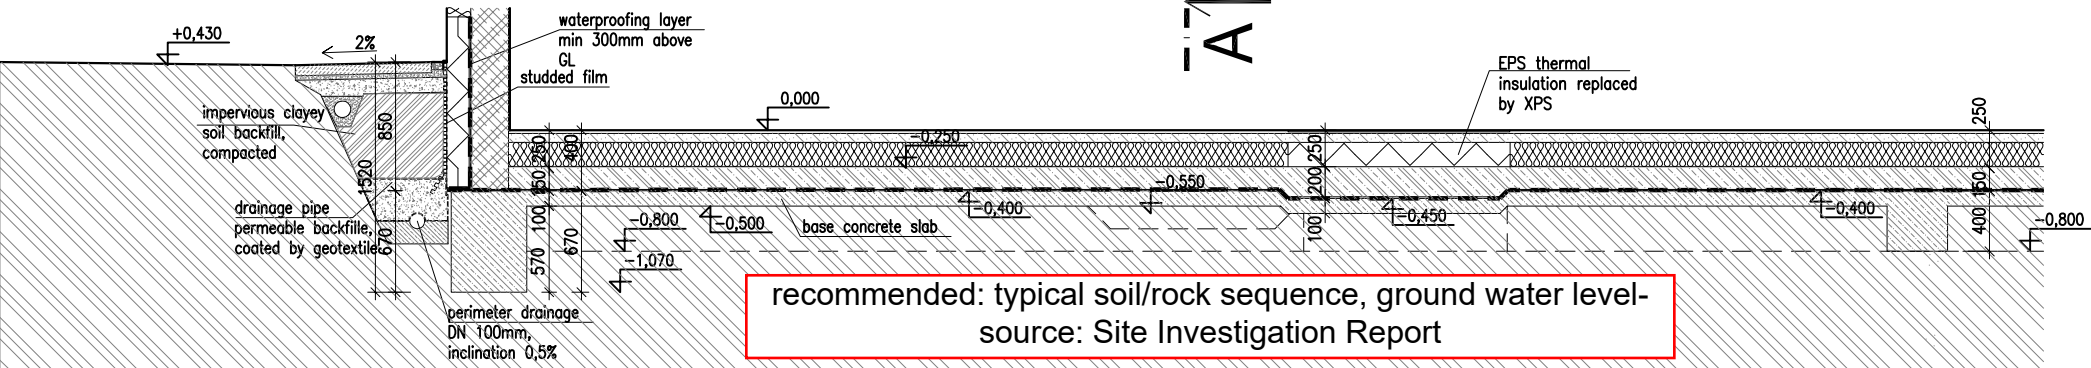 +0,430
2%
waterproofing layer
min 300mm above
GL
studded film
A1
EPS thermal
insulation replaced
by XPS
0,000
impervious clayey
soil backfill,
compacted
850
1520
670
drainage pipe
permeable backfille,
coated by geotextile
perimeter drainage
DN 100mm,
inclination 0,5%
250
400
150
100
570
670
-0,250
-0,550
-0,400
-0,800
-0,500
-1,070
base concrete slab
250
200
100
-0,450
-0,400
250
150
400
-0,800
recommended: typical soil/rock sequence, ground water level-
source: Site Investigation Report